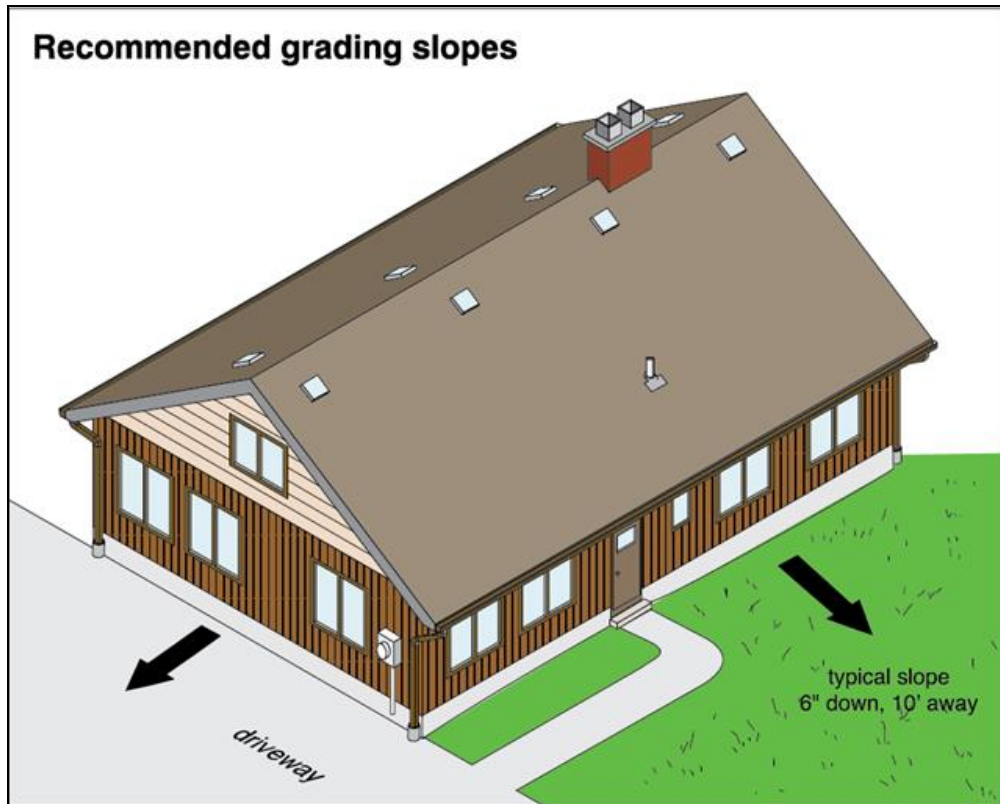 Recommended grading slopes
typical slope
6" down, 10' away
driveway